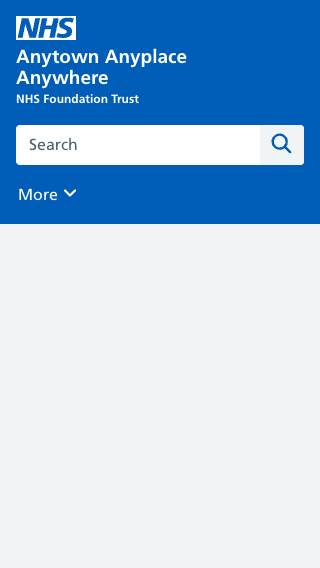 NHS
Anytown Anyplace
Anywhere
NHS Foundation Trust
Search
More